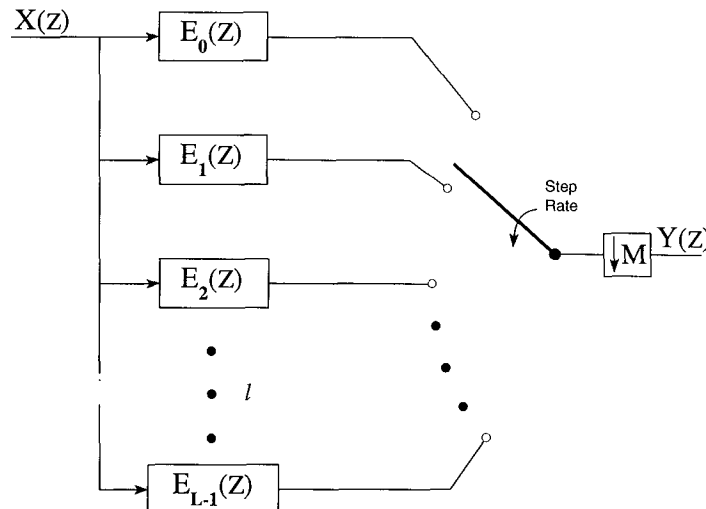 X(Z)
E0(Z)
E1(Z)
Step
Rate
↓M
Y(Z)
E2(Z)
l
EL-1(Z)